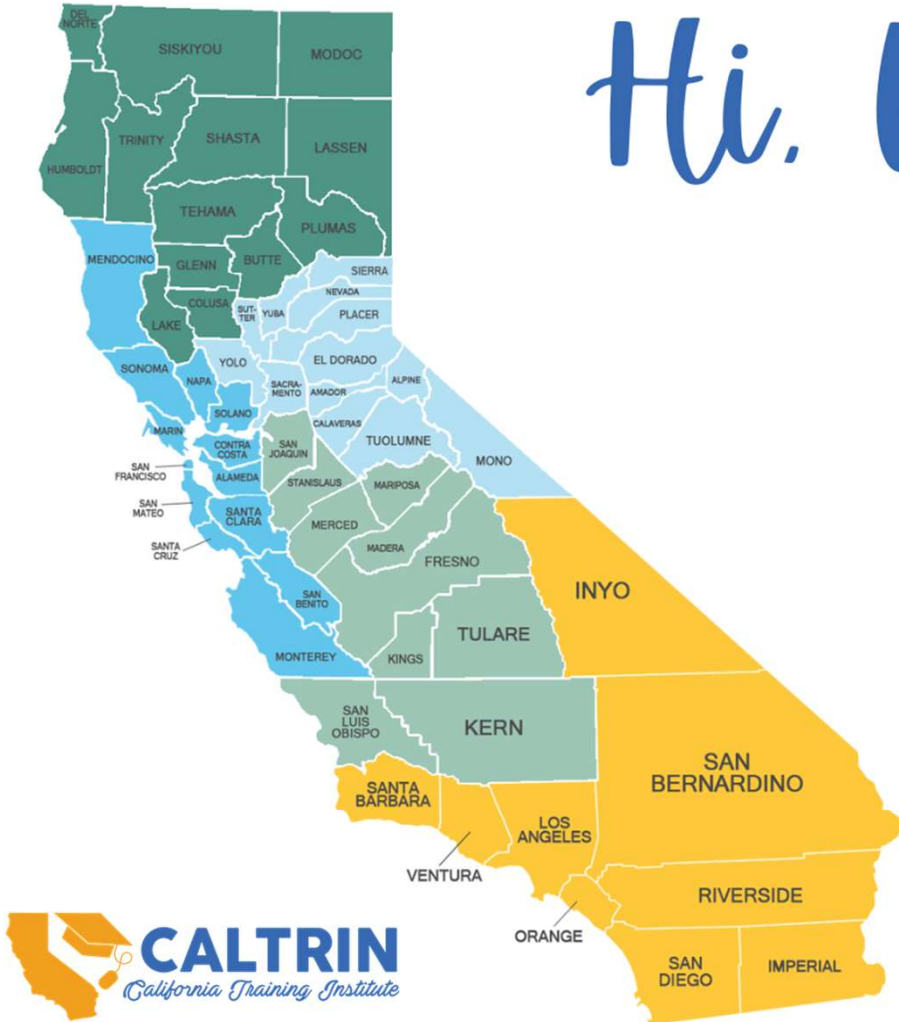 Hi,
DEL
NORTE
SISKIYOU
MODOC
HUMBOLDT
TRINITY
SHASTA
LASSEN
TEHAMA
PLUMAS
MENDOCINO
GLENN
BUTTE
SIERRA
NEVADA
COLUSA
SUT-
TER
YUBA
PLACER
LAKE
SONOMA
NAPA
YOLO
EL DORADO
SACRA-
MENTO
AMADOR
ALPINE
SOLANO
MARIN
CONTRA
COSTA
SAN
JOAQUIN
CALAVERAS
TUOLUMNE
MONO
SAN
FRANCISCO
ALAMEDA
STANISLAUS
MARIPOSA
SAN
MATEO
SANTA
CLARA
MERCED
SANTA
CRUZ
MADERA
FRESNO
SAN
BENITO
INYO
MONTEREY
KINGS
TULARE
SAN
LUIS
OBISPO
KERN
SANTA
BARBARA
SAN
BERNARDINO
LOS
ANGELES
VENTURA
RIVERSIDE
ORANGE
SAN
DIEGO
IMPERIAL
CALTRIN
California Training Institute